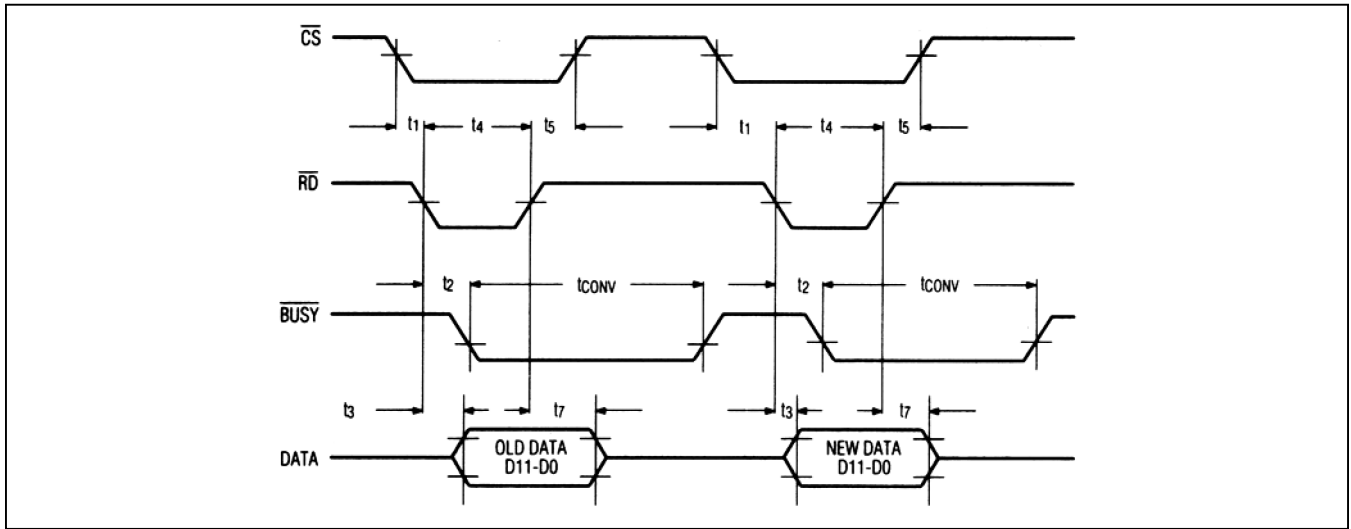 CS
t1 t4 t5 t1 t4 t5
RD
t2 tCONV t2 tCONV
BUSY
t3 t7 t3 t7
DATA OLD DATA NEW DATA
D11-D0 D11-D0